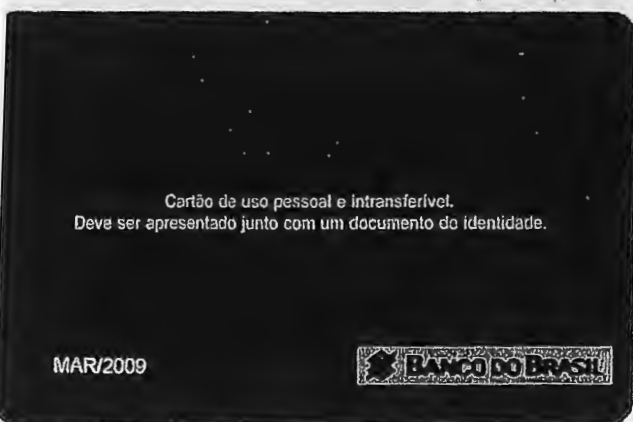 Cartão de uso pessoal e intransferível.
Deve ser apresentado junto com um documento de identidade.
MAR/2009
BANCO DO BRASIL